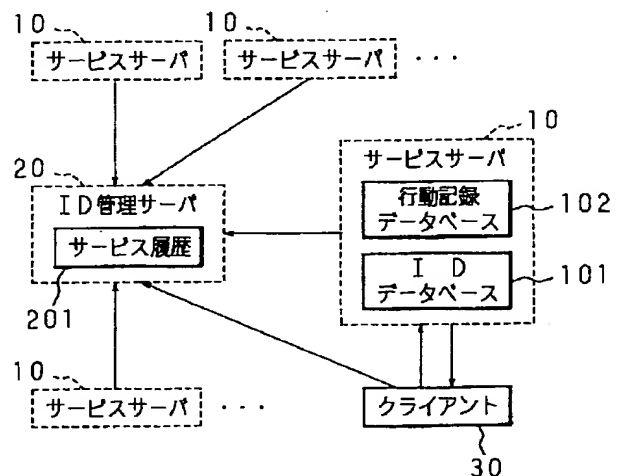 10 10
サービスサーバ サービスサーバ ・・・
10
20 サービスサーバ
ID管理サーバ 行動記録
データベース 102
サービス履歴
ID
データベース 101
201
10
サービスサーバ ・・・ クライアント
30